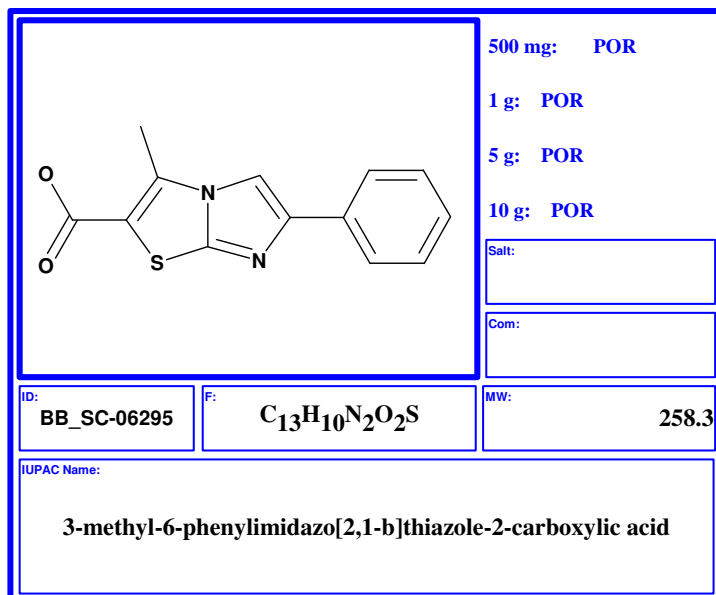 500 mg: POR
1 g: POR
5 g: POR
10 g: POR
O
O
S
N
N
Salt:
Com:
ID:
BB_SC-06295
F:
C₁₃H₁₀N₂O₂S
MW:
258.3
IUPAC Name:
3-methyl-6-phenylimidazo[2,1-b]thiazole-2-carboxylic acid